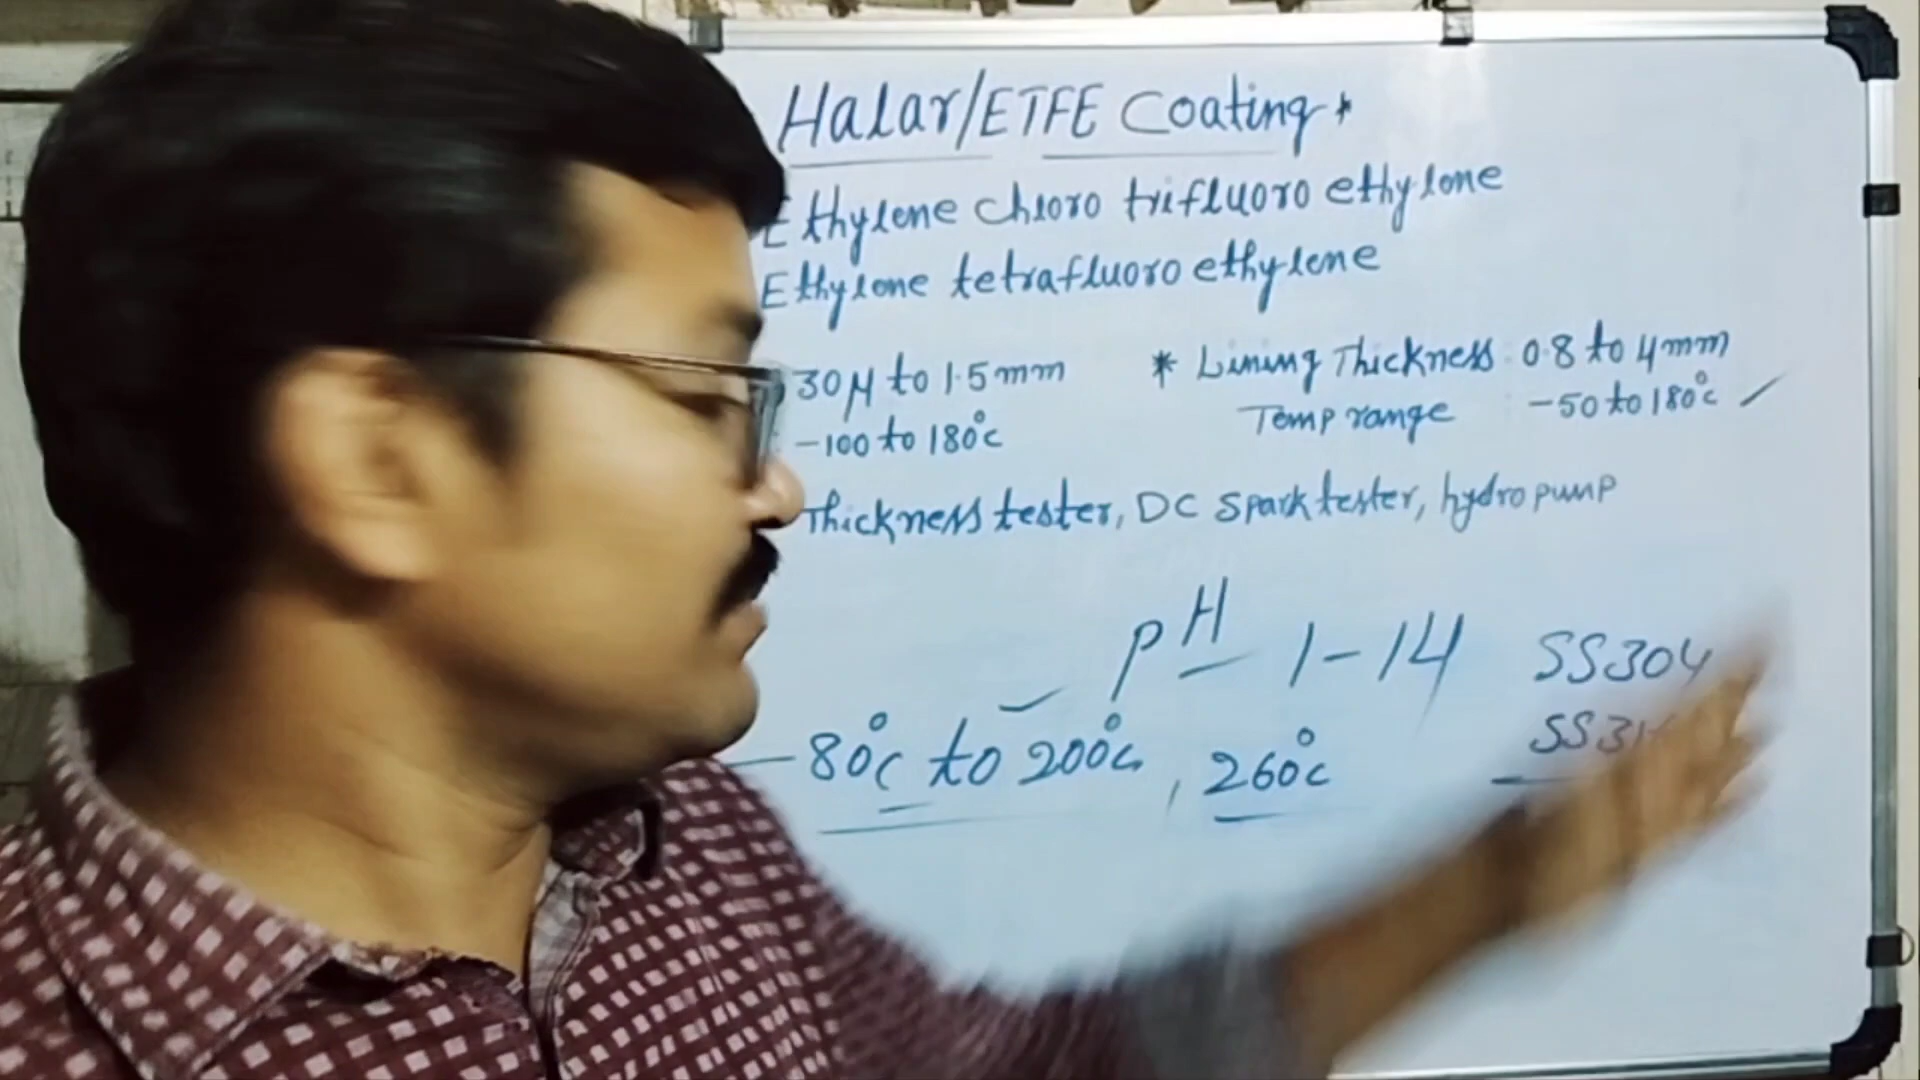 Halar/ETFE Coating *
Ethylene chloro trifluoro ethylene
Ethylene tetrafluoro ethylene
30μ to 1.5mm
-100 to 180°c
* Lining Thickness 0.8 to 4mm
Temp range : -50 to 180°c ✓
Thickness tester, DC Spark tester, hydro pump
pH - 1-14
SS304
-80°c to 200°c, 260°c